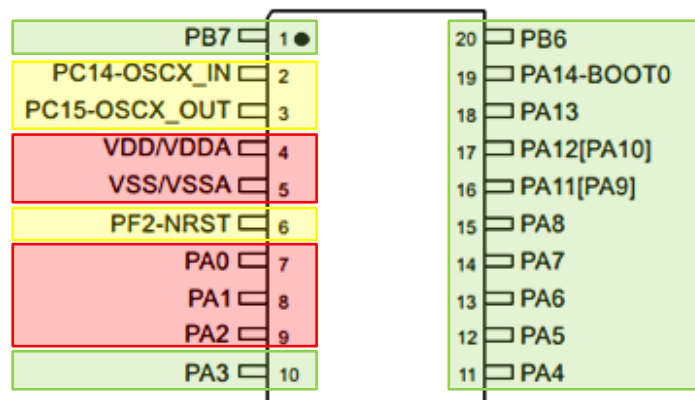 PB7 1 20 PB6
PC14-OSCX_IN 2 19 PA14-BOOT0
PC15-OSCX_OUT 3 18 PA13
VDD/VDDA 4 17 PA12[PA10]
VSS/VSSA 5 16 PA11[PA9]
PF2-NRST 6 15 PA8
PA0 7 14 PA7
PA1 8 13 PA6
PA2 9 12 PA5
PA3 10 11 PA4